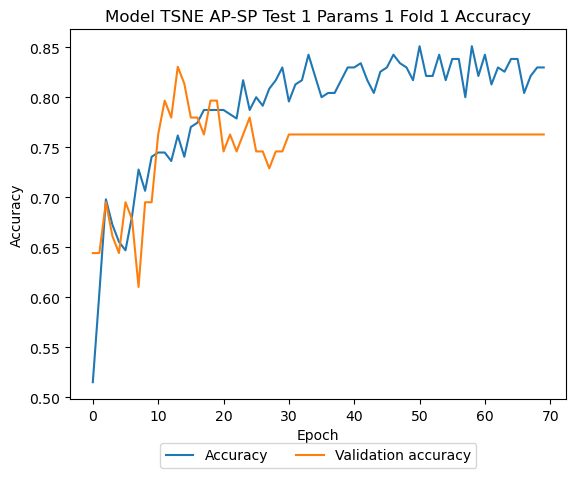 Model TSNE AP-SP Test 1 Params 1 Fold 1 Accuracy
0.85
0.80
0.75
0.70
0.65
0.60
0.55
0.50
Accuracy
0 10 20 30 40 50 60 70
Epoch
Accuracy Validation accuracy